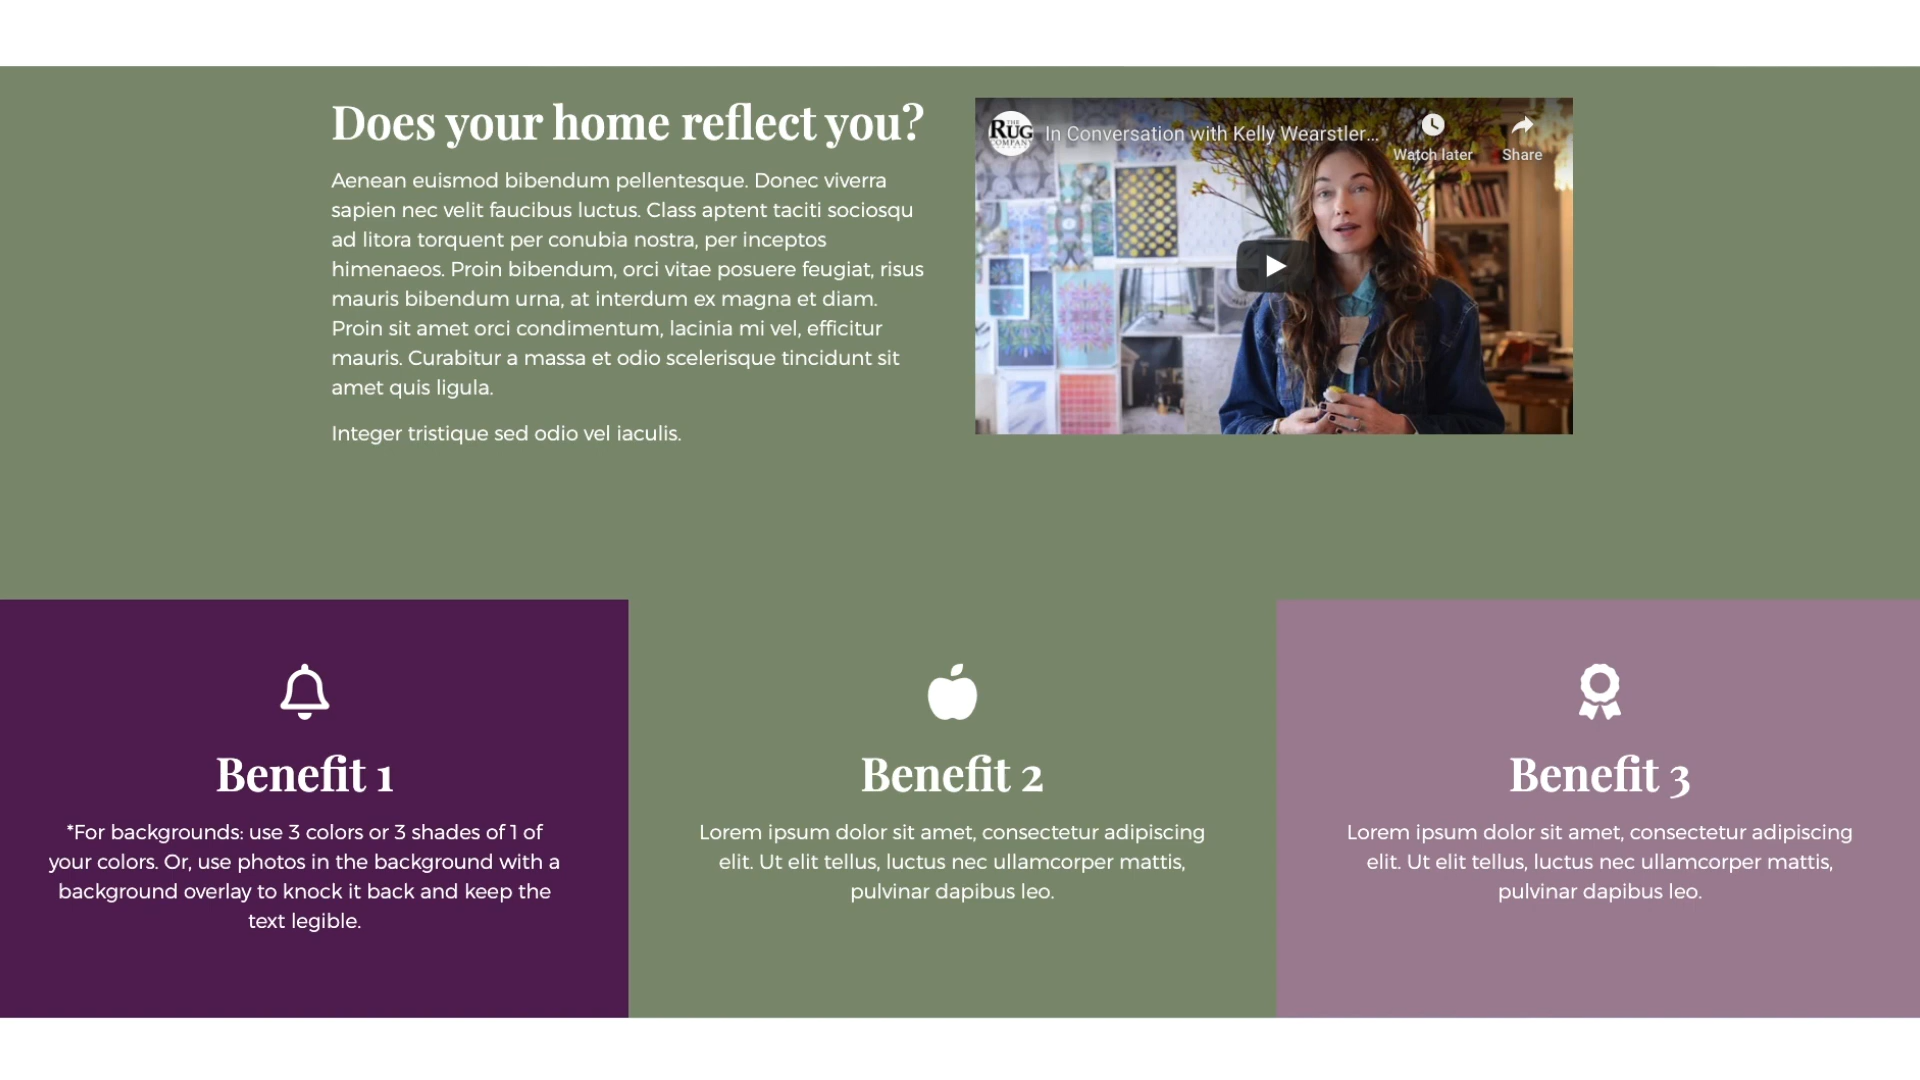 Does your home reflect you?
Aenean euismod bibendum pellentesque. Donec viverra
sapien nec velit faucibus luctus. Class aptent taciti sociosqu
ad litora torquent per conubia nostra, per inceptos
himenaeos. Proin bibendum, orci vitae posuere feugiat, risus
mauris bibendum urna, at interdum ex magna et diam.
Proin sit amet orci condimentum, lacinia mi vel, efficitur
mauris. Curabitur a massa et odio scelerisque tincidunt sit
amet quis ligula.
Integer tristique sed odio vel iaculis.
THE
RUG
COMPANY
In Conversation with Kelly Wearstler...
Watch later
Share
Benefit 1
*For backgrounds: use 3 colors or 3 shades of 1 of
your colors. Or, use photos in the background with a
background overlay to knock it back and keep the
text legible.
Benefit 2
Lorem ipsum dolor sit amet, consectetur adipiscing
elit. Ut elit tellus, luctus nec ullamcorper mattis,
pulvinar dapibus leo.
Benefit 3
Lorem ipsum dolor sit amet, consectetur adipiscing
elit. Ut elit tellus, luctus nec ullamcorper mattis,
pulvinar dapibus leo.